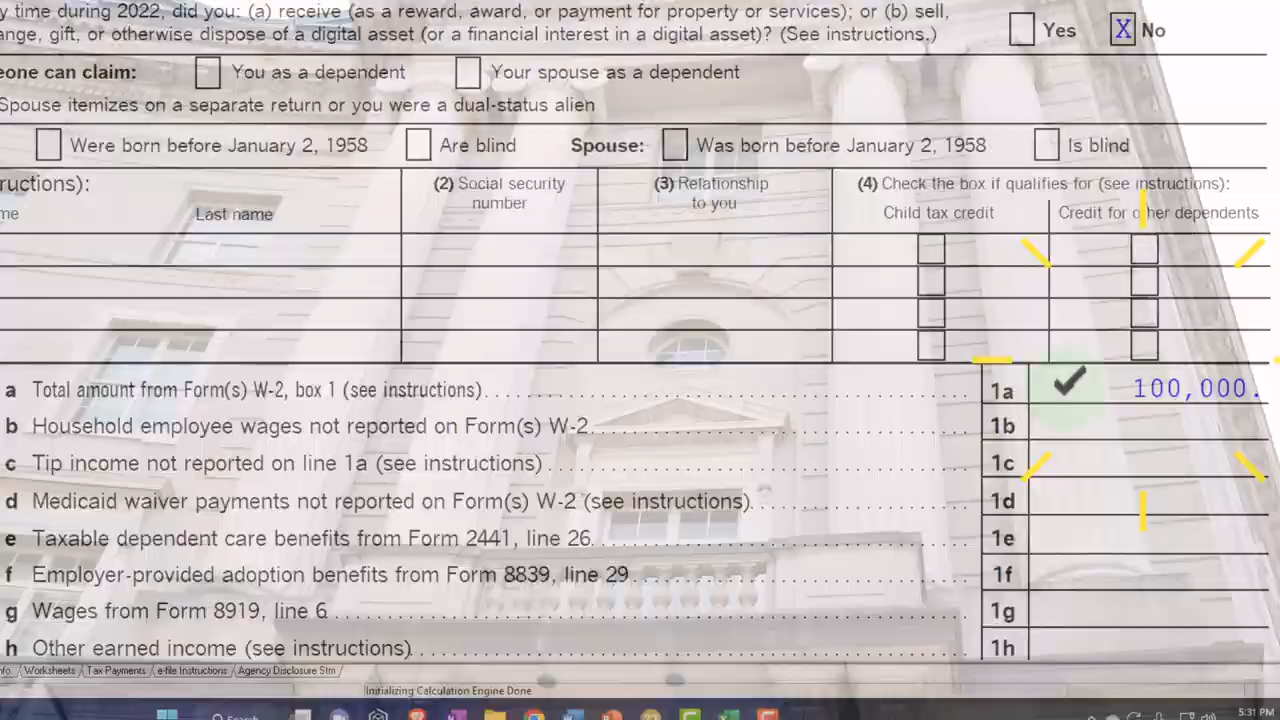 y time during 2022, did you: (a) receive (as a reward, award, or payment for property or services); or (b) sell,
ange, gift, or otherwise dispose of a digital asset (or a financial interest in a digital asset)? (See instructions.)
Yes
X No
eone can claim:
You as a dependent
Your spouse as a dependent
Spouse itemizes on a separate return or you were a dual-status alien
Were born before January 2, 1958
Are blind
Spouse:
Was born before January 2, 1958
Is blind
ructions):
(2) Social security
number
(3) Relationship
to you
(4) Check the box if qualifies for (see instructions):
me
Last name
Child tax credit
Credit for other dependents
a Total amount from Form(s) W-2, box 1 (see instructions)
1a
100,000.
b Household employee wages not reported on Form(s) W-2
1b
c Tip income not reported on line 1a (see instructions)
1c
d Medicaid waiver payments not reported on Form(s) W-2 (see instructions)
1d
e Taxable dependent care benefits from Form 2441, line 26
1e
f Employer-provided adoption benefits from Form 8839, line 29
1f
g Wages from Form 8919, line 6
1g
h Other earned income (see instructions)
1h
nfo.
Worksheets
Tax Payments
e-file Instructions
Agency Disclosure Stm
Initializing Calculation Engine Done
Search
5:31 PM